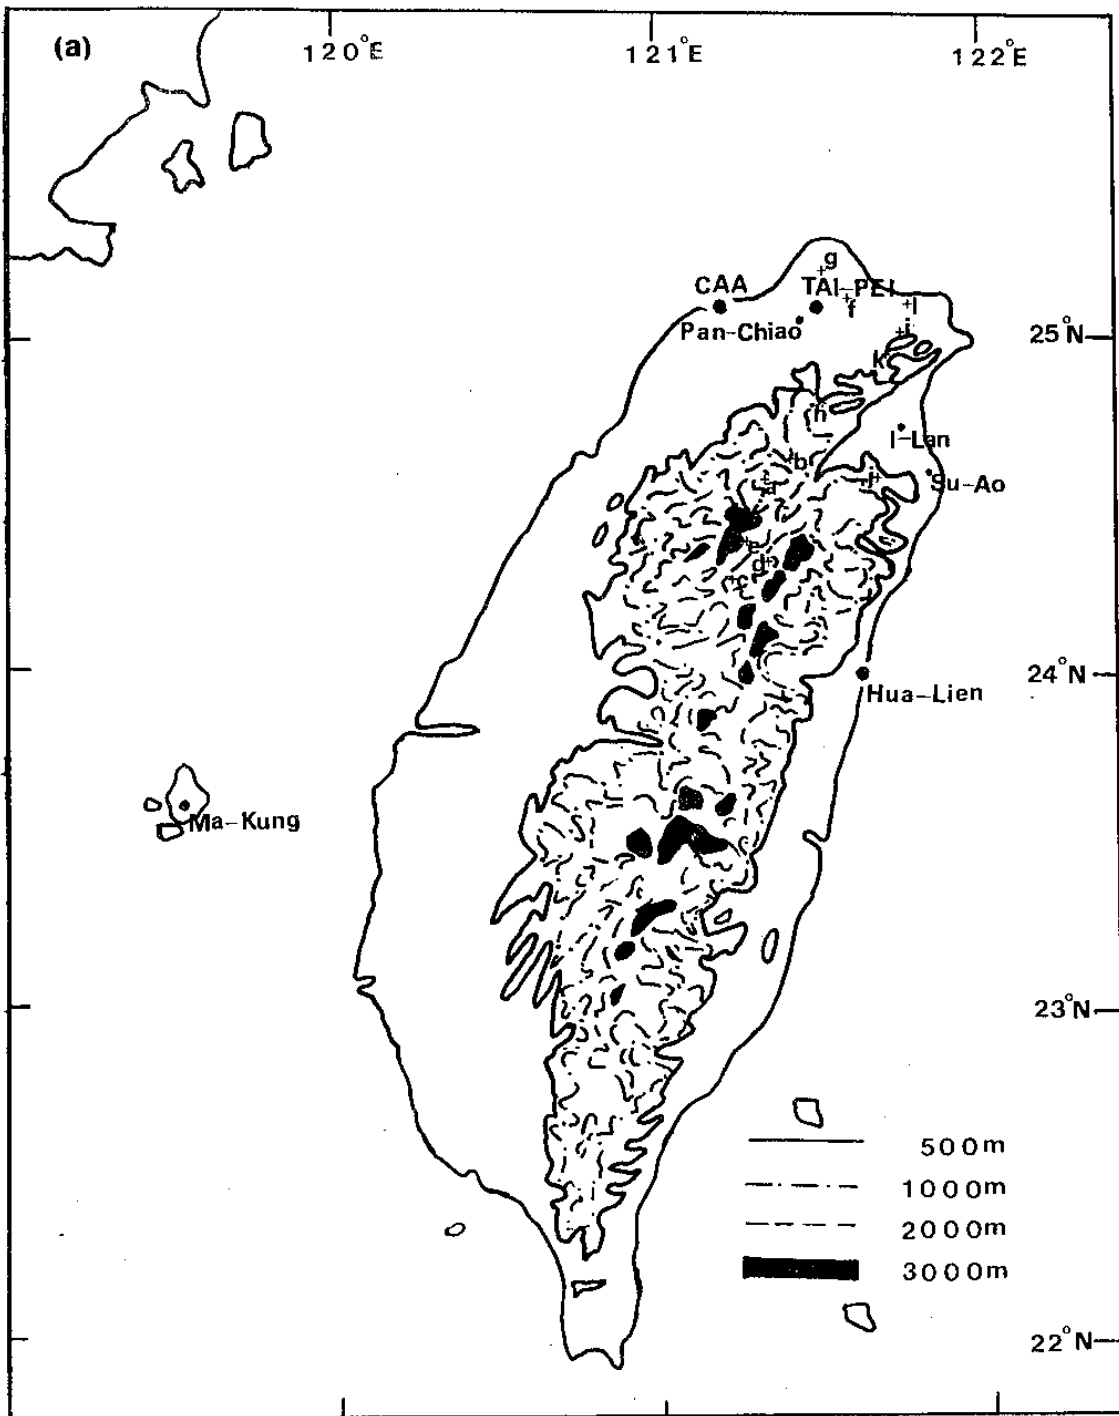 (a)
120°E
121°E
122°E
g
CAA
TAI-PEI
f
l
Pan-Chiao
i
25°N
k
h
I-Lan
b
a
j
Su-Ao
e
d
c
24°N
Hua-Lien
Ma-Kung
23°N
500m
1000m
2000m
3000m
22°N